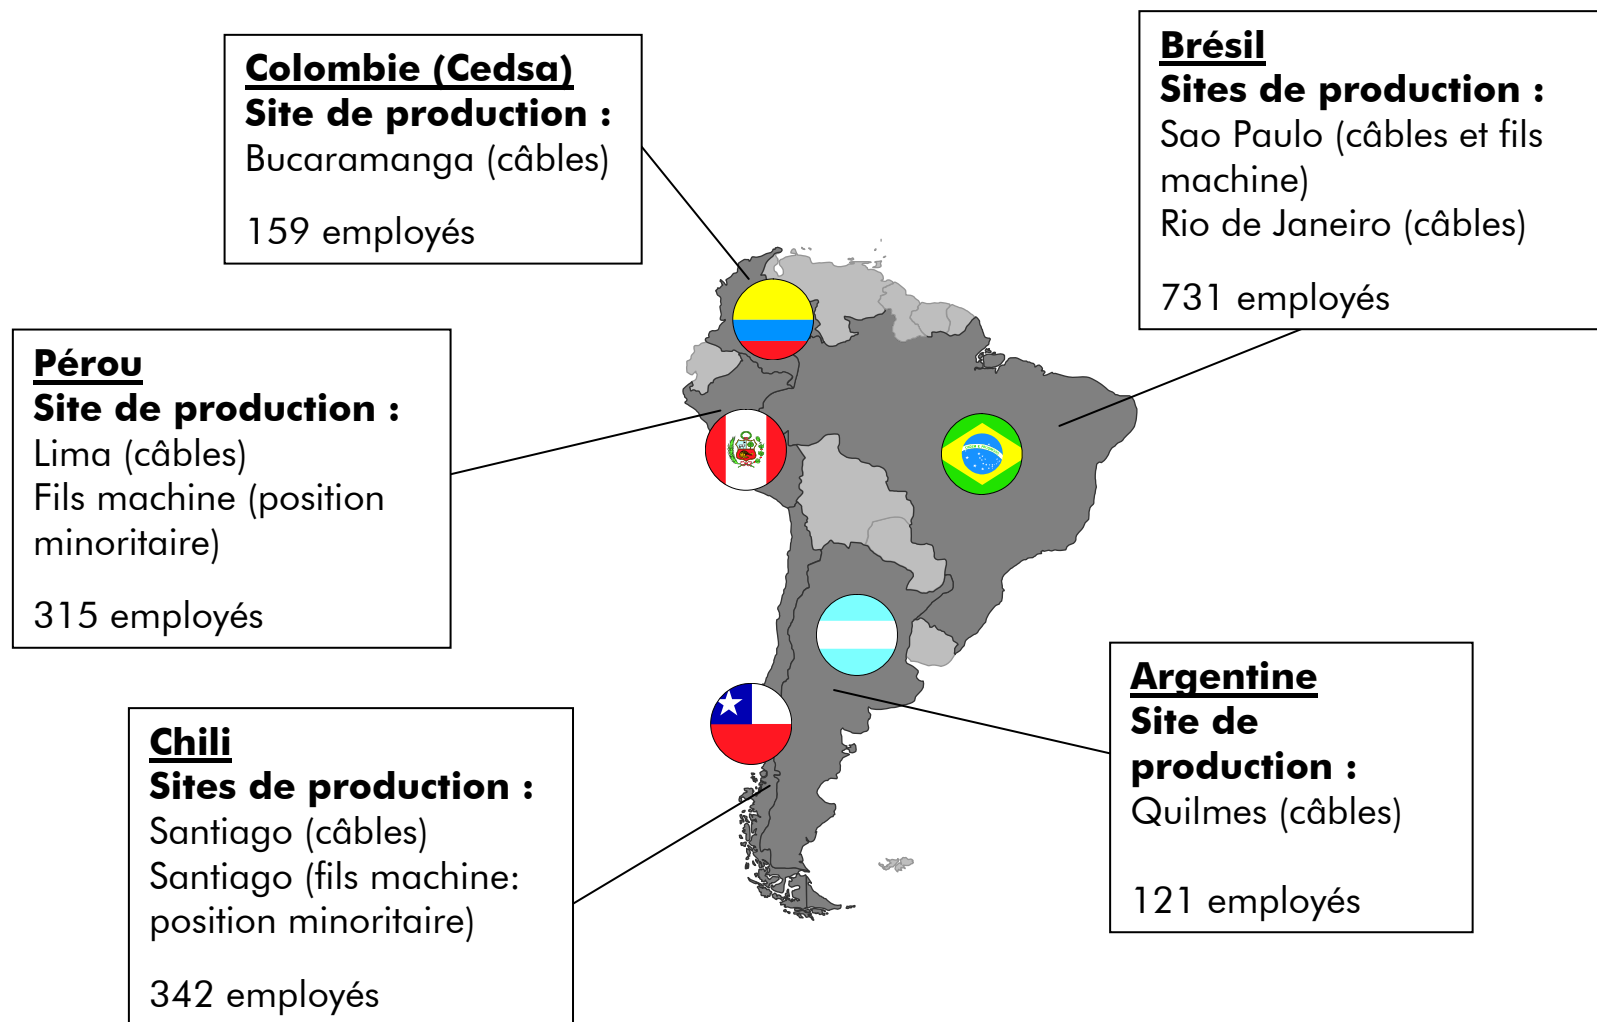 Colombie (Cedsa)
Site de production :
Bucaramanga (câbles)
159 employés
Brésil
Sites de production :
Sao Paulo (câbles et fils
machine)
Rio de Janeiro (câbles)
731 employés
Pérou
Site de production :
Lima (câbles)
Fils machine (position
minoritaire)
315 employés
Argentine
Site de
production :
Quilmes (câbles)
121 employés
Chili
Sites de production :
Santiago (câbles)
Santiago (fils machine:
position minoritaire)
342 employés